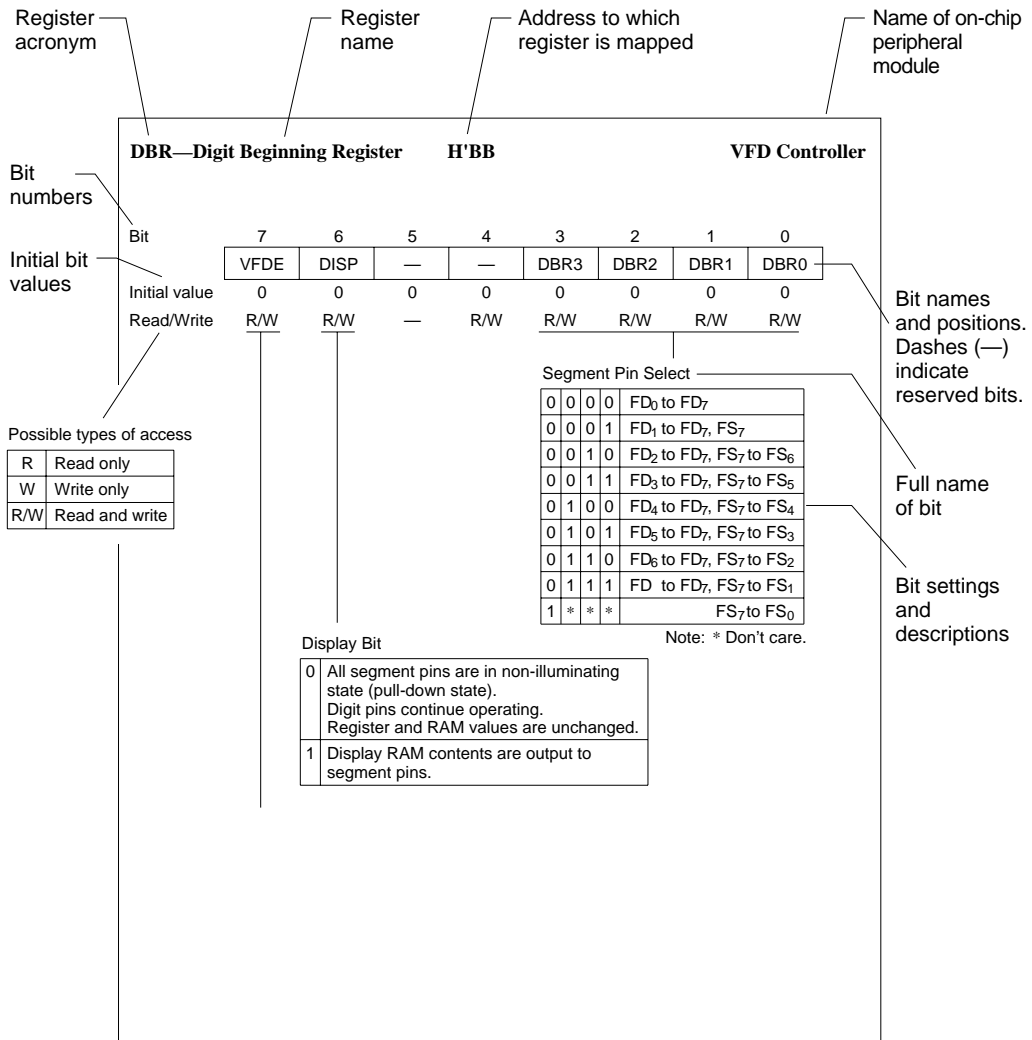 Register acronym
Register name
Address to which register is mapped
Name of on-chip peripheral module
DBR—Digit Beginning Register H'BB VFD Controller
Bit numbers
Bit 7 6 5 4 3 2 1 0
VFDE DISP — — DBR3 DBR2 DBR1 DBR0
Initial bit values
Initial value 0 0 0 0 0 0 0 0
Read/Write R/W R/W — R/W R/W R/W R/W R/W
Bit names and positions. Dashes (—) indicate reserved bits.
Possible types of access
R Read only
W Write only
R/W Read and write
Segment Pin Select
0 0 0 0 FD0 to FD7
0 0 0 1 FD1 to FD7, FS7
0 0 1 0 FD2 to FD7, FS7 to FS6
0 0 1 1 FD3 to FD7, FS7 to FS5
0 1 0 0 FD4 to FD7, FS7 to FS4
0 1 0 1 FD5 to FD7, FS7 to FS3
0 1 1 0 FD6 to FD7, FS7 to FS2
0 1 1 1 FD to FD7, FS7 to FS1
1 * * * FS7 to FS0
Note: * Don't care.
Full name of bit
Bit settings and descriptions
Display Bit
0 All segment pins are in non-illuminating
state (pull-down state).
Digit pins continue operating.
Register and RAM values are unchanged.
1 Display RAM contents are output to
segment pins.